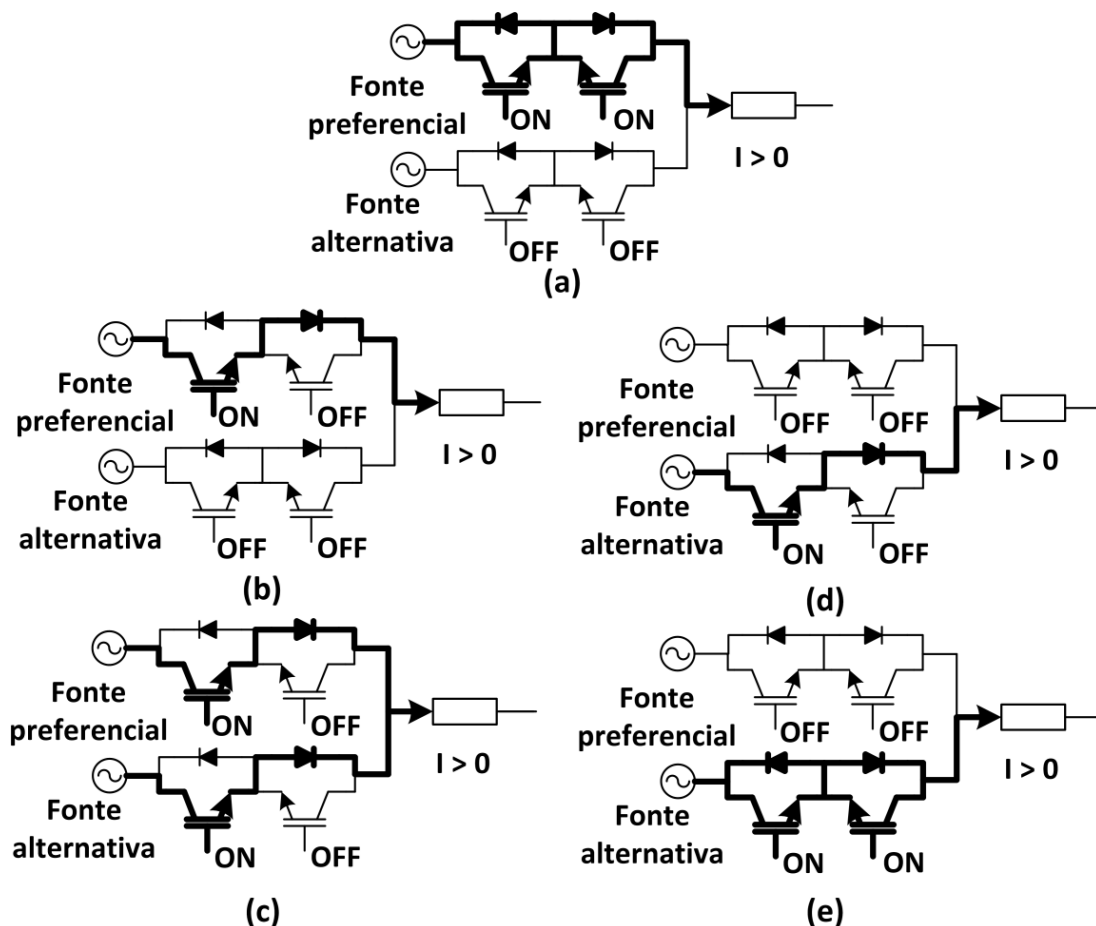 Fonte
preferencial
ON
ON
I > 0
Fonte
alternativa
OFF
OFF
(a)
Fonte
preferencial
ON
OFF
I > 0
Fonte
alternativa
OFF
OFF
(b)
Fonte
preferencial
OFF
OFF
I > 0
Fonte
alternativa
ON
OFF
(d)
Fonte
preferencial
ON
OFF
I > 0
Fonte
alternativa
ON
OFF
(c)
Fonte
preferencial
OFF
OFF
I > 0
Fonte
alternativa
ON
ON
(e)